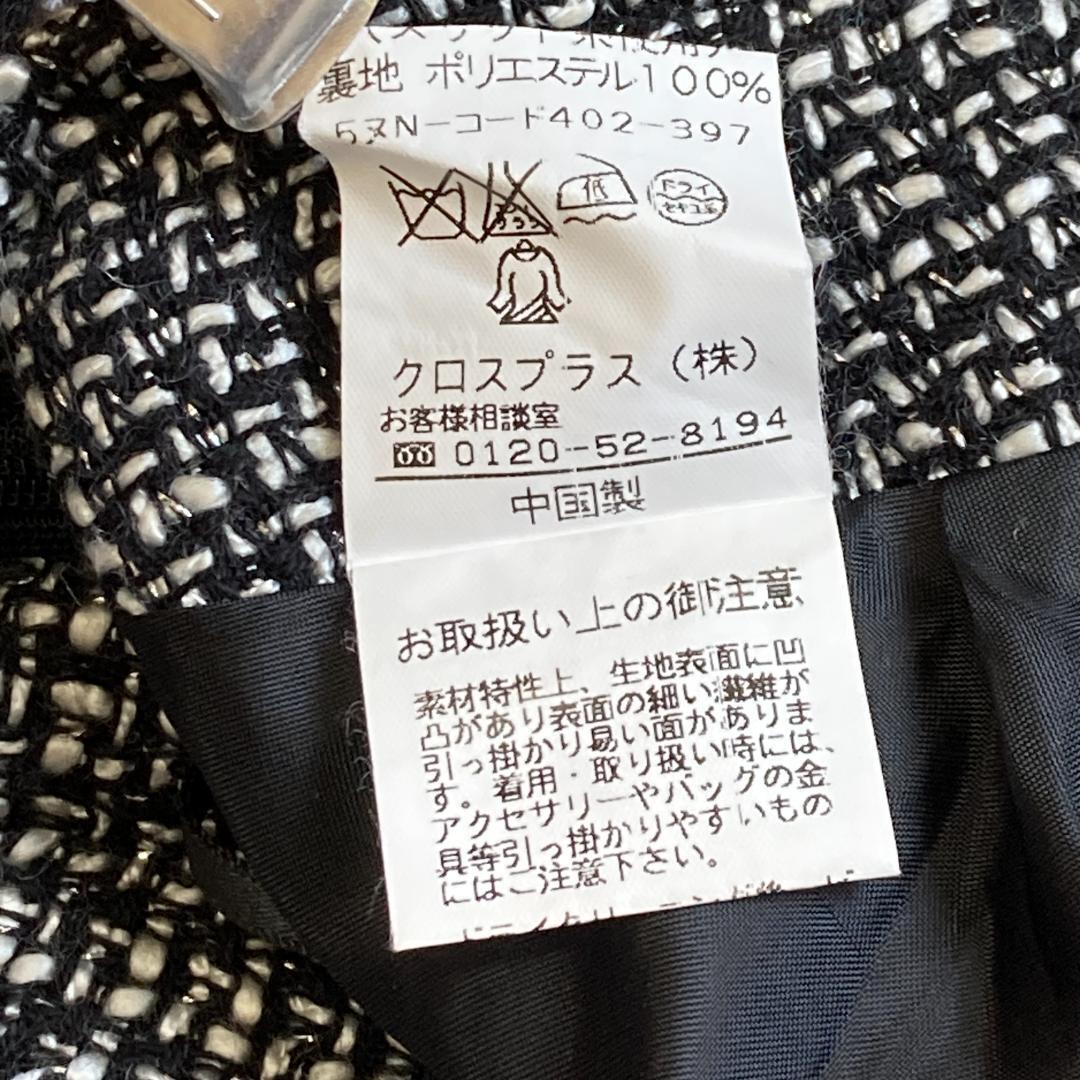 裏地 ポリエステル100%
5ヌN-コード402-397
エンソ
サラシ
低
ドライ
セキユ系
クロスプラス（株）
お客様相談室
0120-52-8194
中国製
お取扱い上の御注意
素材特性上、生地表面に凹
凸があり表面の細い繊維が
引っ掛かり易い面がありま
す。着用・取り扱い時には、
アクセサリーやバッグの金
具等引っ掛かりやすいもの
にはご注意下さい。